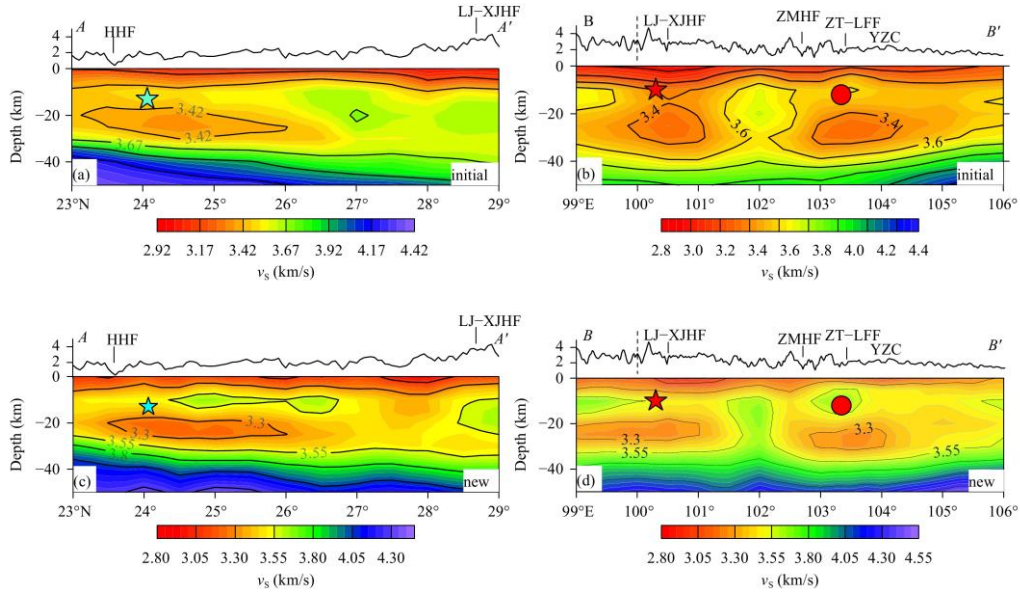 A
HHF
LJ−XJHF
A′
4
2
0
−20
−40
Depth (km)
3.42
3.42
3.67
(a)
initial
23°N
24°
25°
26°
27°
28°
29°
2.92
3.17
3.42
3.67
3.92
4.17
4.42
vS (km/s)
B
LJ−XJHF
ZMHF
ZT−LFF
YZC
B′
4
2
0
−20
−40
Depth (km)
3.4
3.6
3.4
3.6
(b)
initial
99°E
100°
101°
102°
103°
104°
105°
106°
2.8
3.0
3.2
3.4
3.6
3.8
4.0
4.2
4.4
vS (km/s)
A
HHF
LJ−XJHF
A′
4
2
0
−20
−40
Depth (km)
3.3
3.3
3.55
3.8
3.55
(c)
new
23°N
24°
25°
26°
27°
28°
29°
2.80
3.05
3.30
3.55
3.80
4.05
4.30
4.55
vS (km/s)
B
LJ−XJHF
ZMHF
ZT−LFF
YZC
B′
4
2
0
−20
−40
Depth (km)
3.3
3.55
3.3
3.55
(d)
new
99°E
100°
101°
102°
103°
104°
105°
106°
2.80
3.05
3.30
3.55
3.80
4.05
4.30
4.55
vS (km/s)